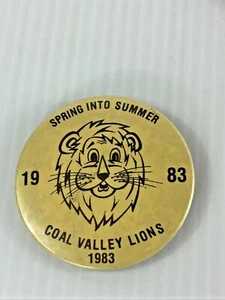 SPRING INTO SUMMER
19 83
COAL VALLEY LIONS
1983